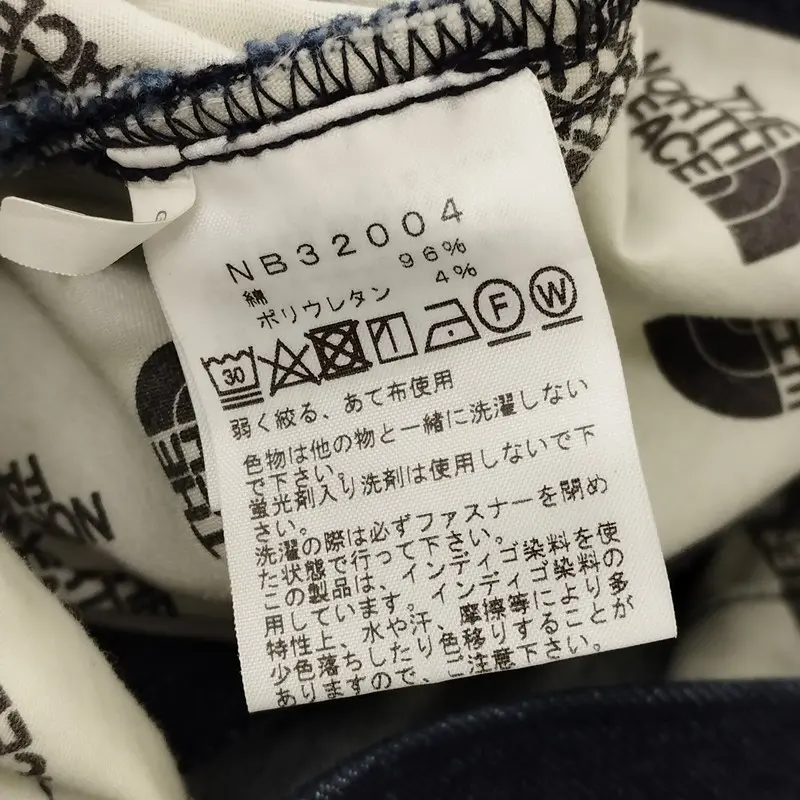 THE
NORTH
FACE
NB32004
綿 96%
ポリウレタン 4%
30
F
W
弱く絞る、あて布使用
色物は他の物と一緒に洗濯しない
で下さい。
蛍光剤入り洗剤は使用しないで下
さい。
洗濯の際は必ずファスナーを閉め
た状態で行って下さい。
この製品は、インディゴ染料を使
用しています。インディゴ染料の
特性上、水や汗、摩擦等により多
少色落ちしたり色移りすることが
ありますので、ご注意下さい。